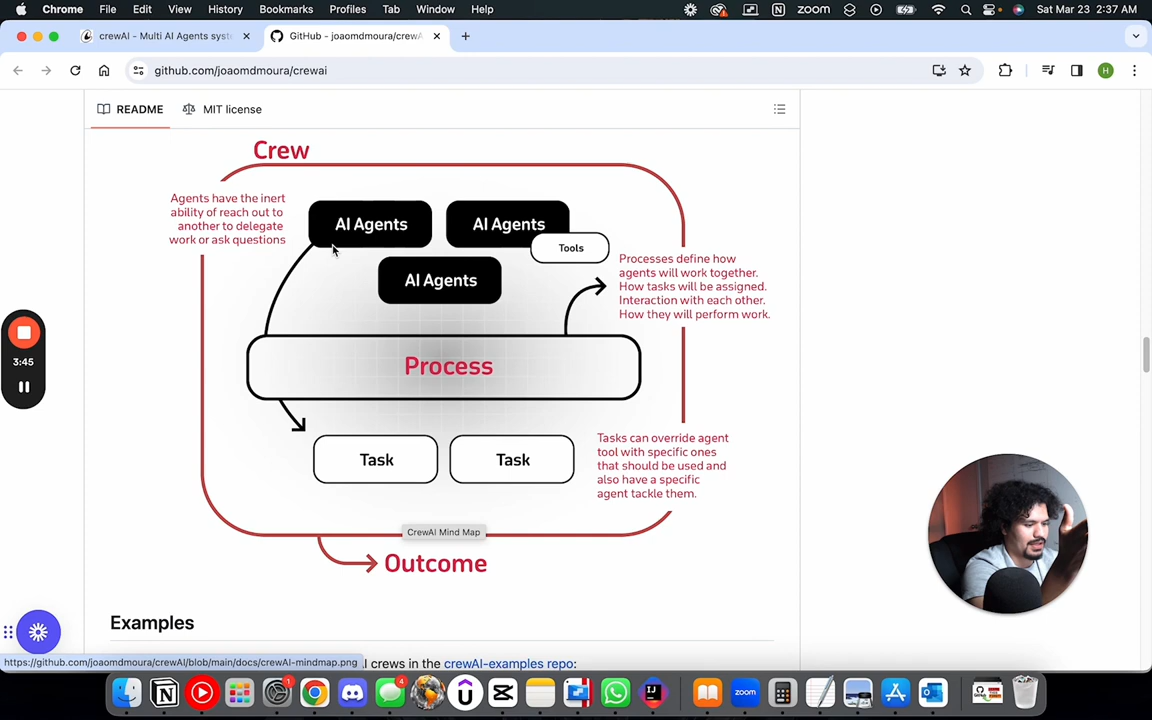 Chrome File Edit View History Bookmarks Profiles Tab Window Help zoom Sat Mar 23 2:37 AM
crewAI - Multi AI Agents syst
GitHub - joaomdmoura/crewA
github.com/joaomdmoura/crewai
H
README
MIT license
Crew
Agents have the inert
ability of reach out to
another to delegate
work or ask questions
AI Agents
AI Agents
Tools
AI Agents
Processes define how
agents will work together.
How tasks will be assigned.
Interaction with each other.
How they will perform work.
Process
Tasks can override agent
tool with specific ones
that should be used and
also have a specific
agent tackle them.
Task
Task
CrewAI Mind Map
Outcome
3:45
Examples
https://github.com/joaomdmoura/crewAI/blob/main/docs/crewAI-mindmap.png
I crews in the crewAI-examples repo:
1
4
zoom